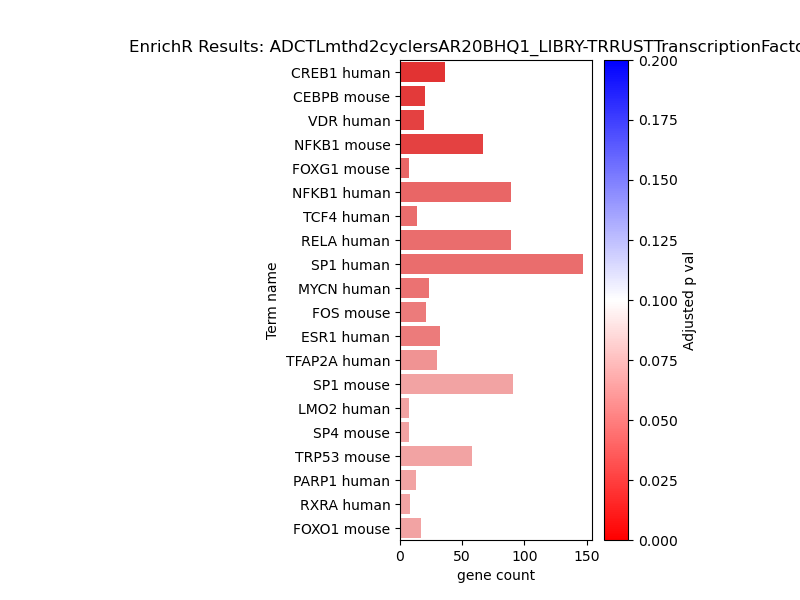 EnrichR Results: ADCTLmthd2cyclersAR20BHQ1_LIBRY-TRRUSTTranscriptionFacto
CREB1 human
CEBPB mouse
VDR human
NFKB1 mouse
FOXG1 mouse
NFKB1 human
TCF4 human
RELA human
SP1 human
MYCN human
FOS mouse
ESR1 human
TFAP2A human
SP1 mouse
LMO2 human
SP4 mouse
TRP53 mouse
PARP1 human
RXRA human
FOXO1 mouse
Term name
0 50 100 150
gene count
0.200
0.175
0.150
0.125
0.100
0.075
0.050
0.025
0.000
Adjusted p val